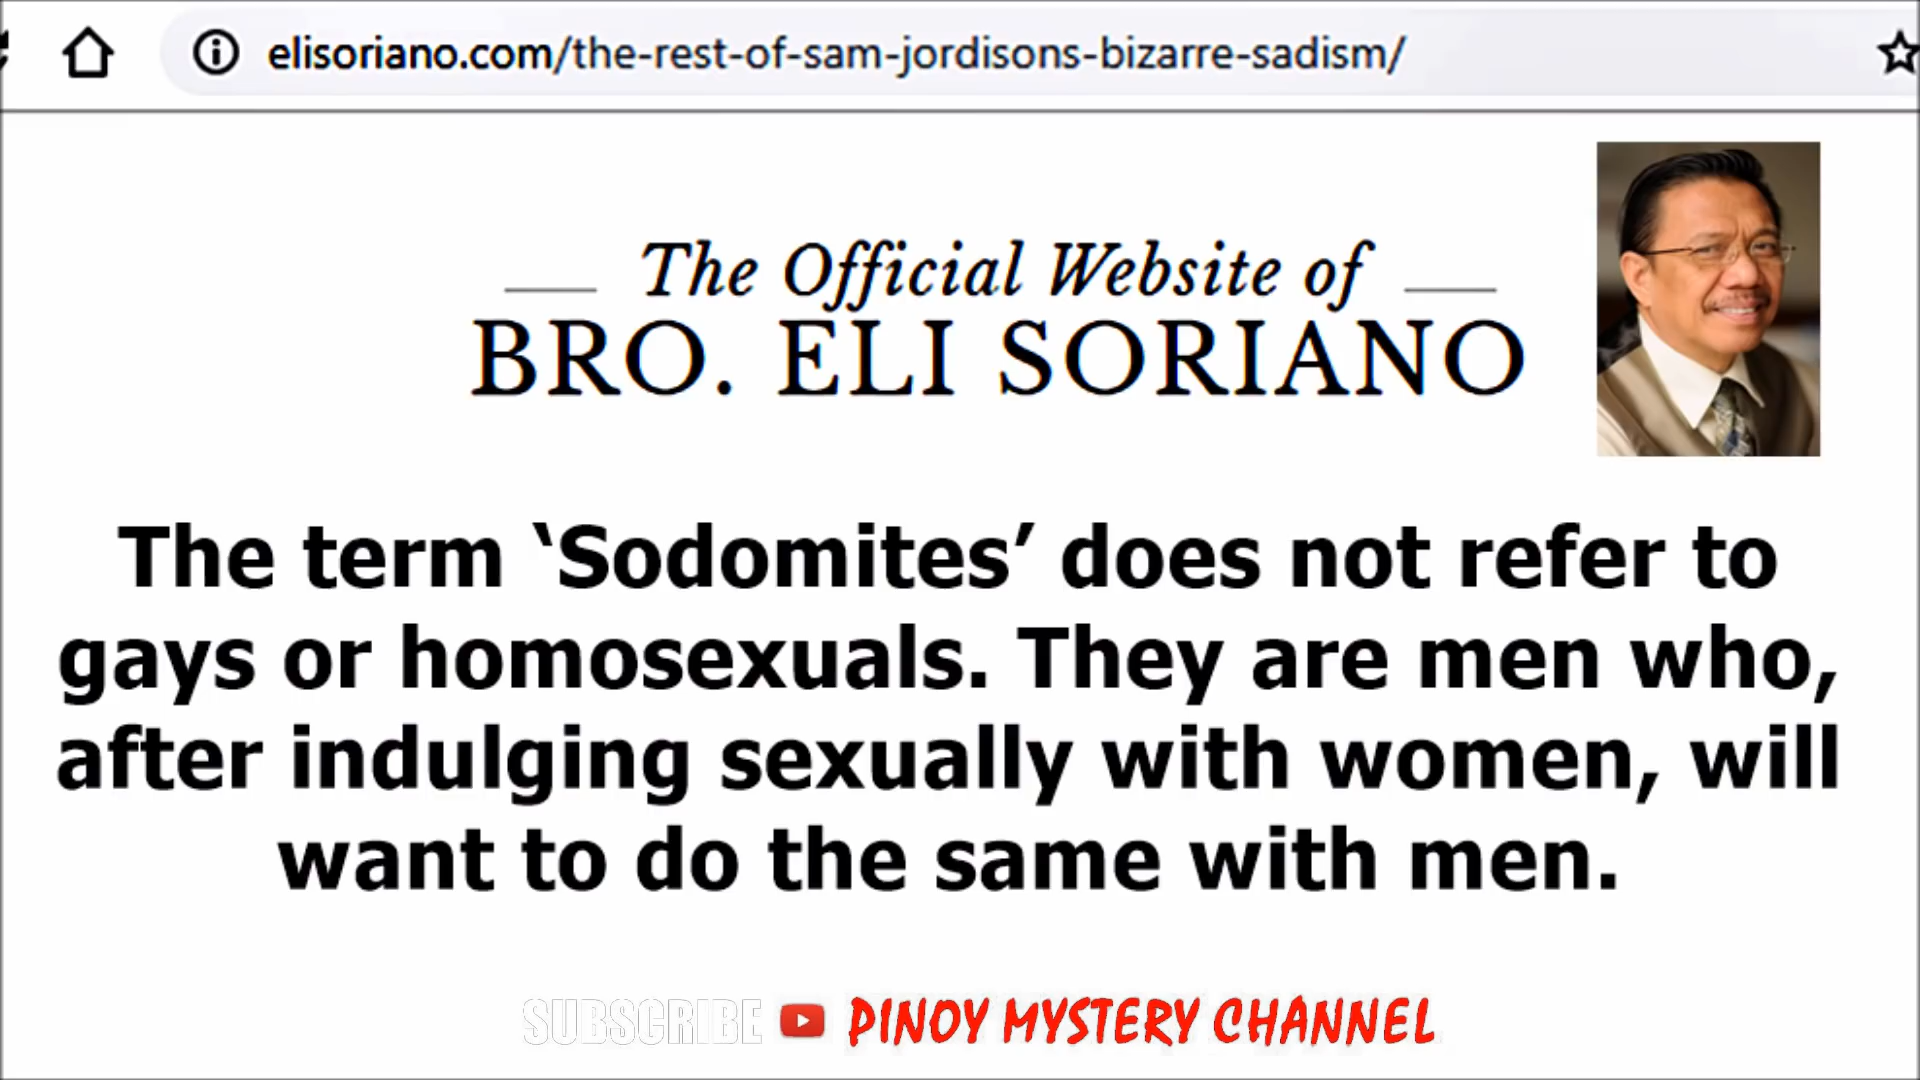 elisoriano.com/the-rest-of-sam-jordisons-bizarre-sadism/
The Official Website of
BRO. ELI SORIANO
The term ‘Sodomites’ does not refer to
gays or homosexuals. They are men who,
after indulging sexually with women, will
want to do the same with men.
SUBSCRIBE PINOY MYSTERY CHANNEL